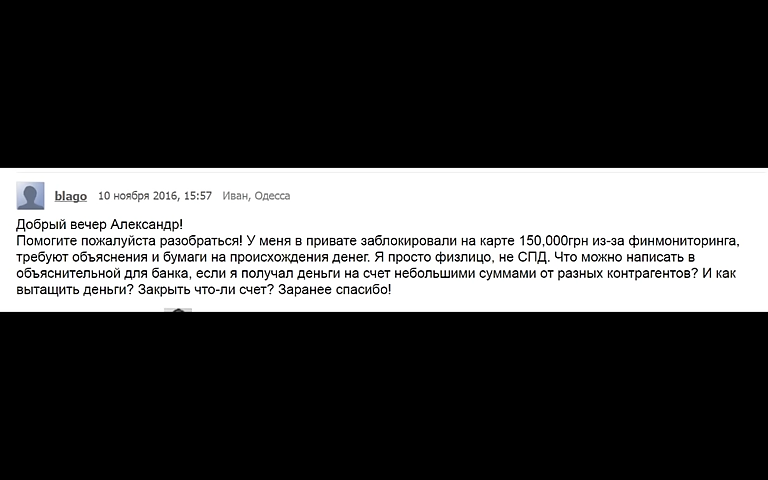 blago 10 ноября 2016, 15:57 Иван, Одесса
Добрый вечер Александр!
Помогите пожалуйста разобраться! У меня в привате заблокировали на карте 150,000грн из-за финмониторинга,
требуют объяснения и бумаги на происхождения денег. Я просто физлицо, не СПД. Что можно написать в
объяснительной для банка, если я получал деньги на счет небольшими суммами от разных контрагентов? И как
вытащить деньги? Закрыть что-ли счет? Заранее спасибо!